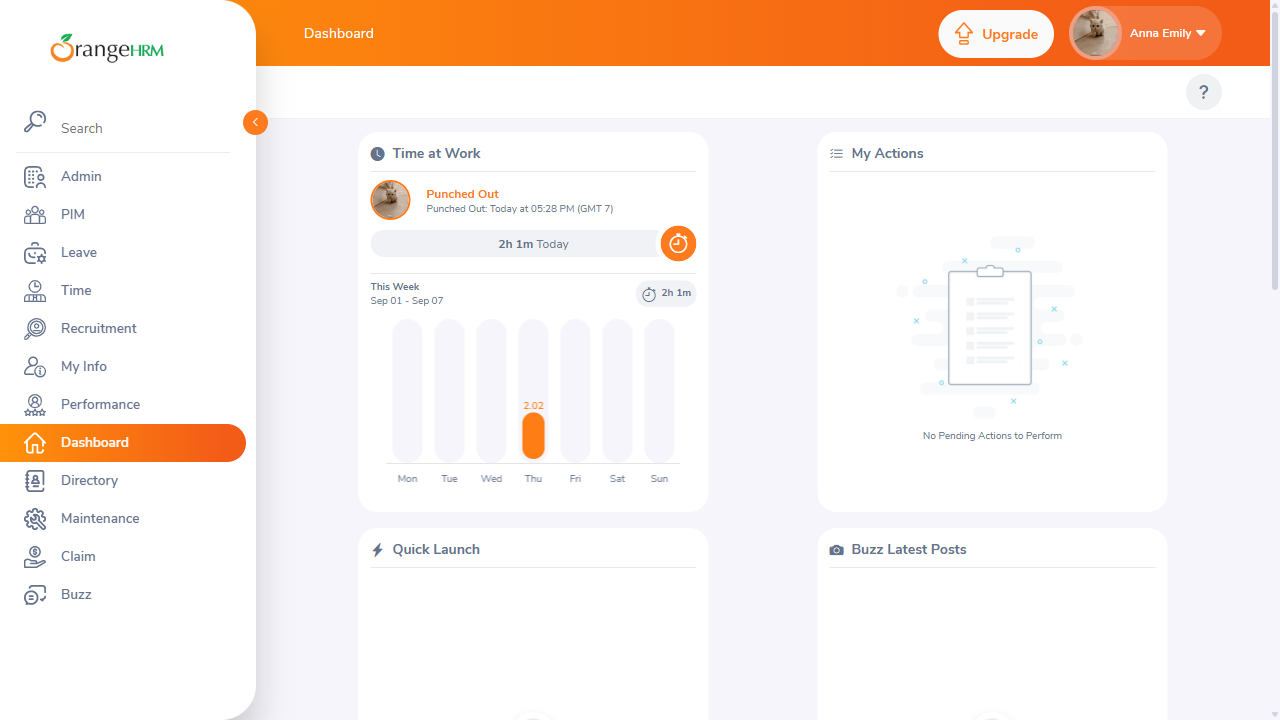 OrangeHRM
Dashboard
Upgrade
Anna Emily
Search
?
Admin
PIM
Leave
Time
Recruitment
My Info
Performance
Dashboard
Directory
Maintenance
Claim
Buzz
Time at Work
Punched Out
Punched Out: Today at 05:28 PM (GMT 7)
2h 1m Today
This Week
Sep 01 - Sep 07
2h 1m
2.02
Mon Tue Wed Thu Fri Sat Sun
My Actions
No Pending Actions to Perform
Quick Launch
Buzz Latest Posts